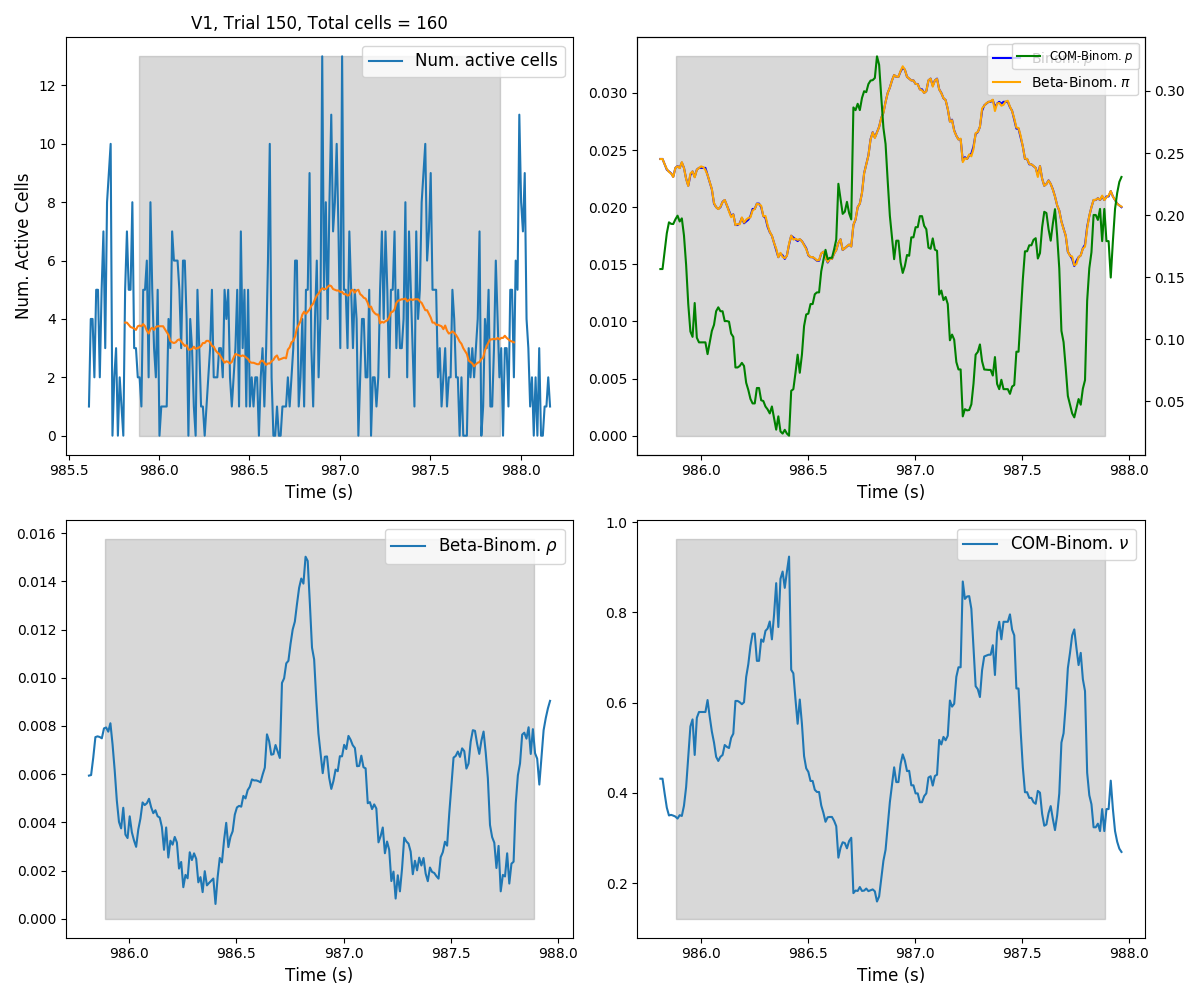 V1, Trial 150, Total cells = 160
Num. active cells
Num. Active Cells
12
10
8
6
4
2
0
985.5 986.0 986.5 987.0 987.5 988.0
Time (s)
COM-Binom. p
Binom. p
Beta-Binom. π
0.030
0.025
0.020
0.015
0.010
0.005
0.000
0.30
0.25
0.20
0.15
0.10
0.05
986.0 986.5 987.0 987.5 988.0
Time (s)
Beta-Binom. ρ
0.016
0.014
0.012
0.010
0.008
0.006
0.004
0.002
0.000
986.0 986.5 987.0 987.5 988.0
Time (s)
COM-Binom. ν
1.0
0.8
0.6
0.4
0.2
986.0 986.5 987.0 987.5 988.0
Time (s)